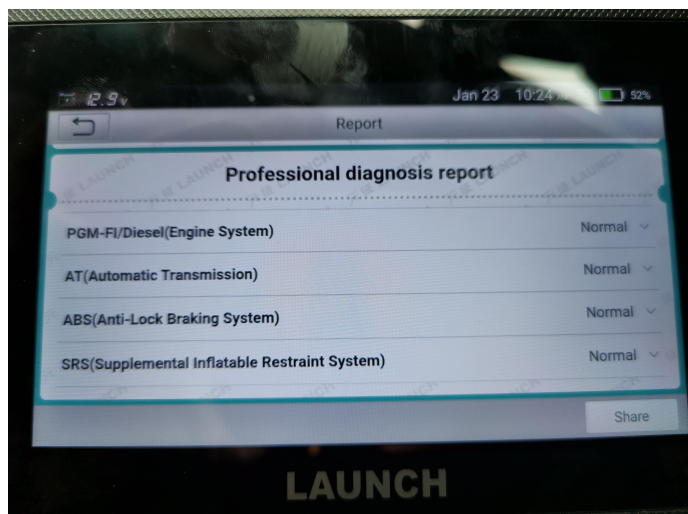 12.9v Jan 23 10:24 52%
Report
Professional diagnosis report
PGM-FI/Diesel(Engine System) Normal
AT(Automatic Transmission) Normal
ABS(Anti-Lock Braking System) Normal
SRS(Supplemental Inflatable Restraint System) Normal
Share
LAUNCH